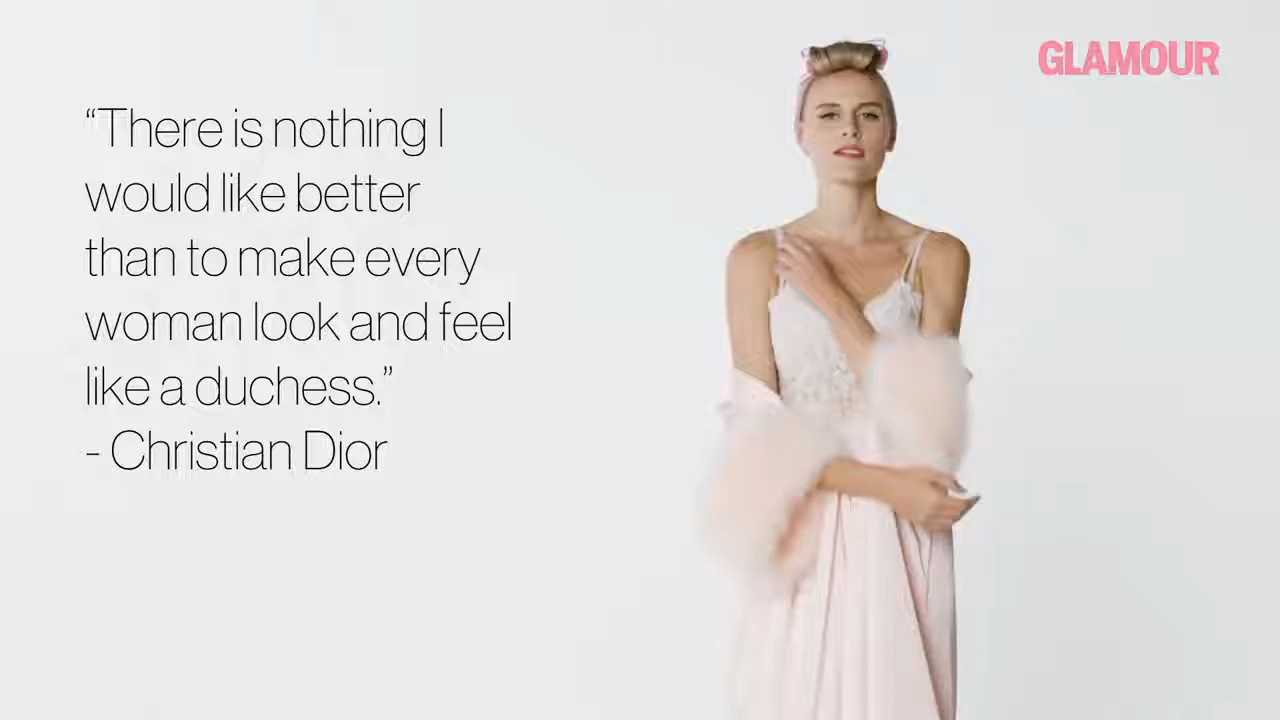 “There is nothing I
would like better
than to make every
woman look and feel
like a duchess.”
- Christian Dior
GLAMOUR